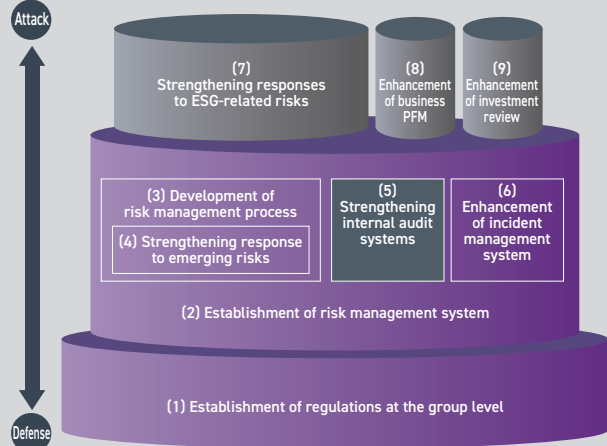 Attack
(7)
Strengthening responses
to ESG-related risks
(8)
Enhancement
of business
PFM
(9)
Enhancement
of investment
review
(3) Development of
risk management process
(4) Strengthening response
to emerging risks
(5)
Strengthening
internal audit
systems
(6)
Enhancement
of incident
management
system
(2) Establishment of risk management system
(1) Establishment of regulations at the group level
Defense